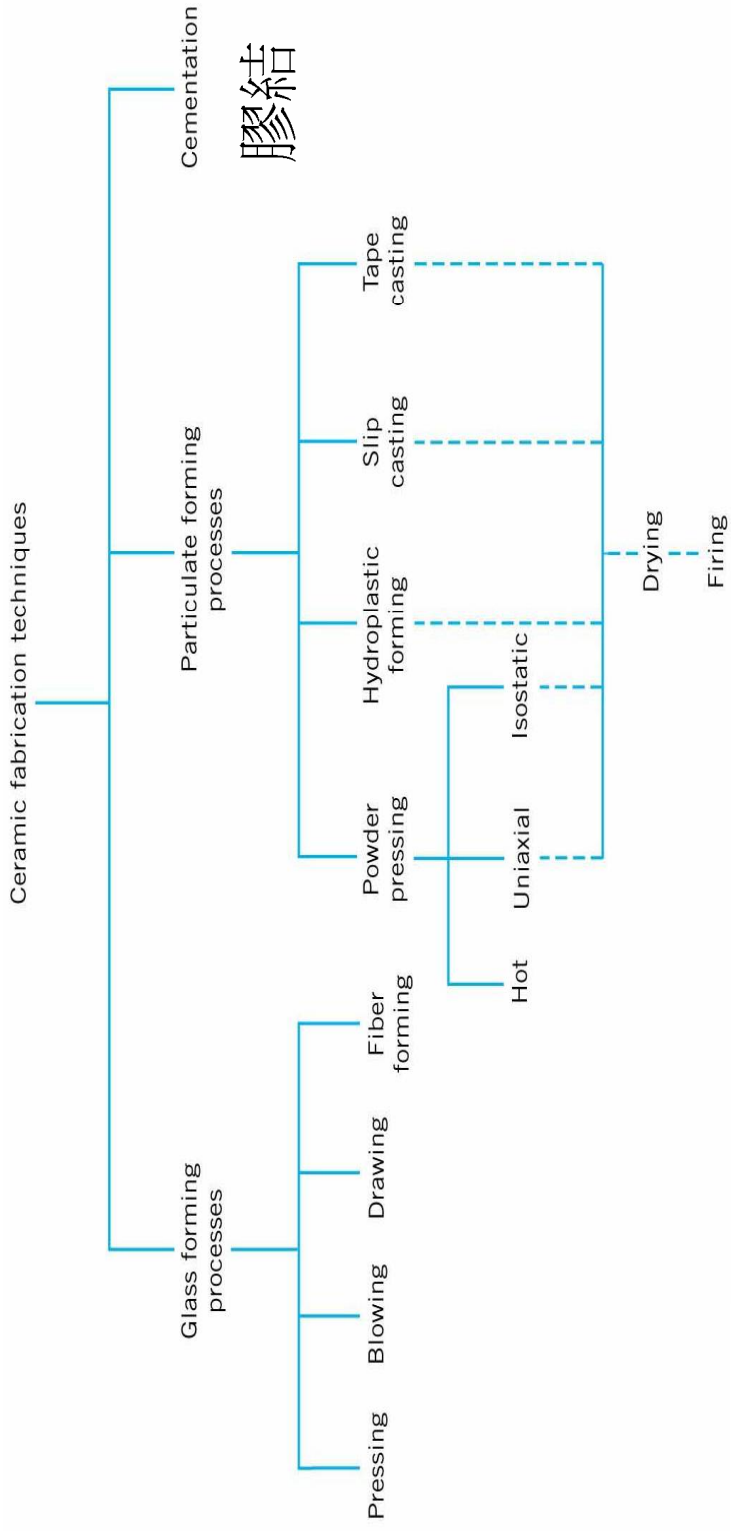 Ceramic fabrication techniques
Glass forming
processes
Particulate forming
processes
Cementation
膠結
Pressing
Blowing
Drawing
Fiber
forming
Powder
pressing
Hydroplastic
forming
Slip
casting
Tape
casting
Hot
Uniaxial
Isostatic
Drying
Firing